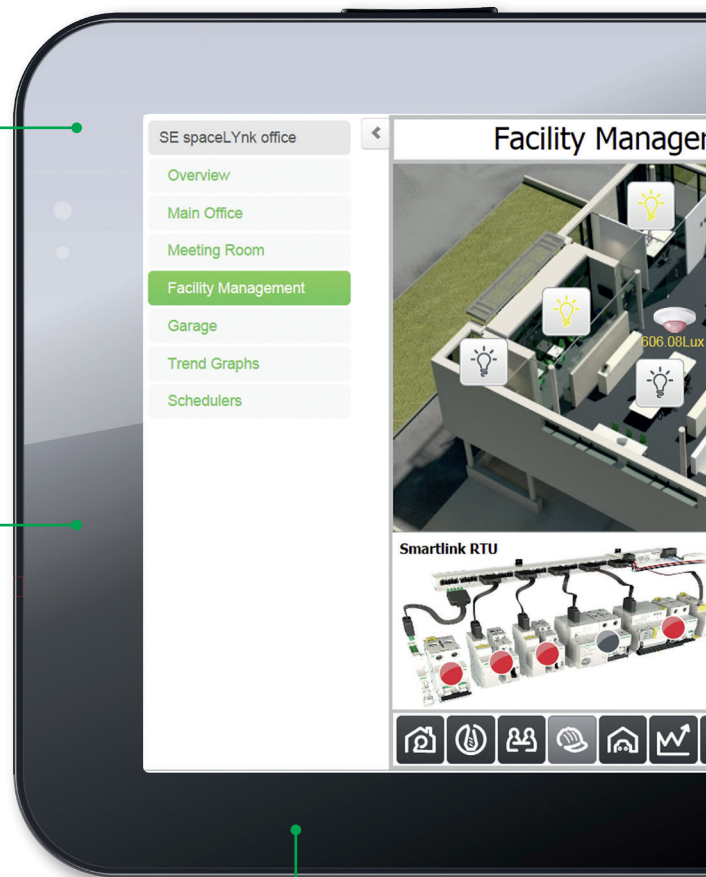 SE spaceLYnk office
Overview
Main Office
Meeting Room
Facility Management
Garage
Trend Graphs
Schedulers
Facility Manager
606.08Lux
Smartlink RTU